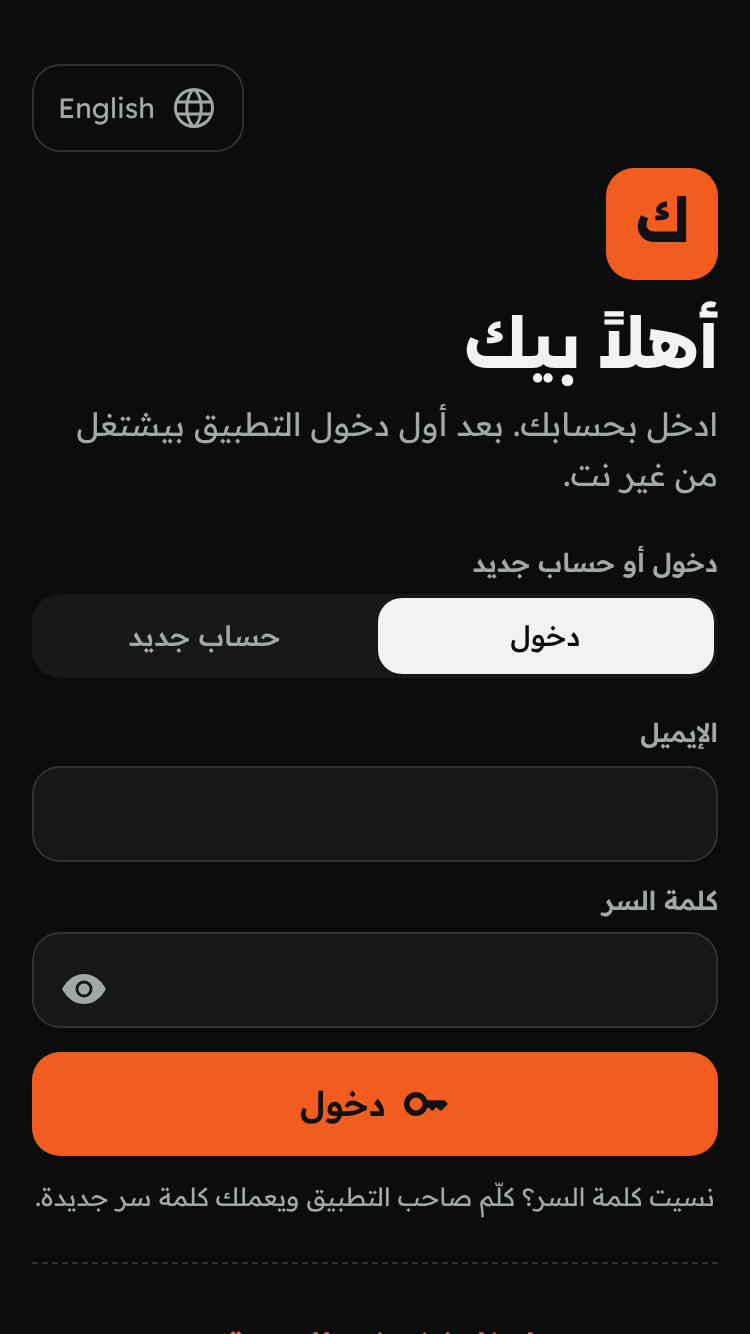 English
ك
أهلاً بيك
ادخل بحسابك. بعد أول دخول التطبيق بيشتغل
من غير نت.
دخول أو حساب جديد
دخول
حساب جديد
الإيميل
كلمة السر
دخول
نسيت كلمة السر؟ كلّم صاحب التطبيق ويعملك كلمة سر جديدة.